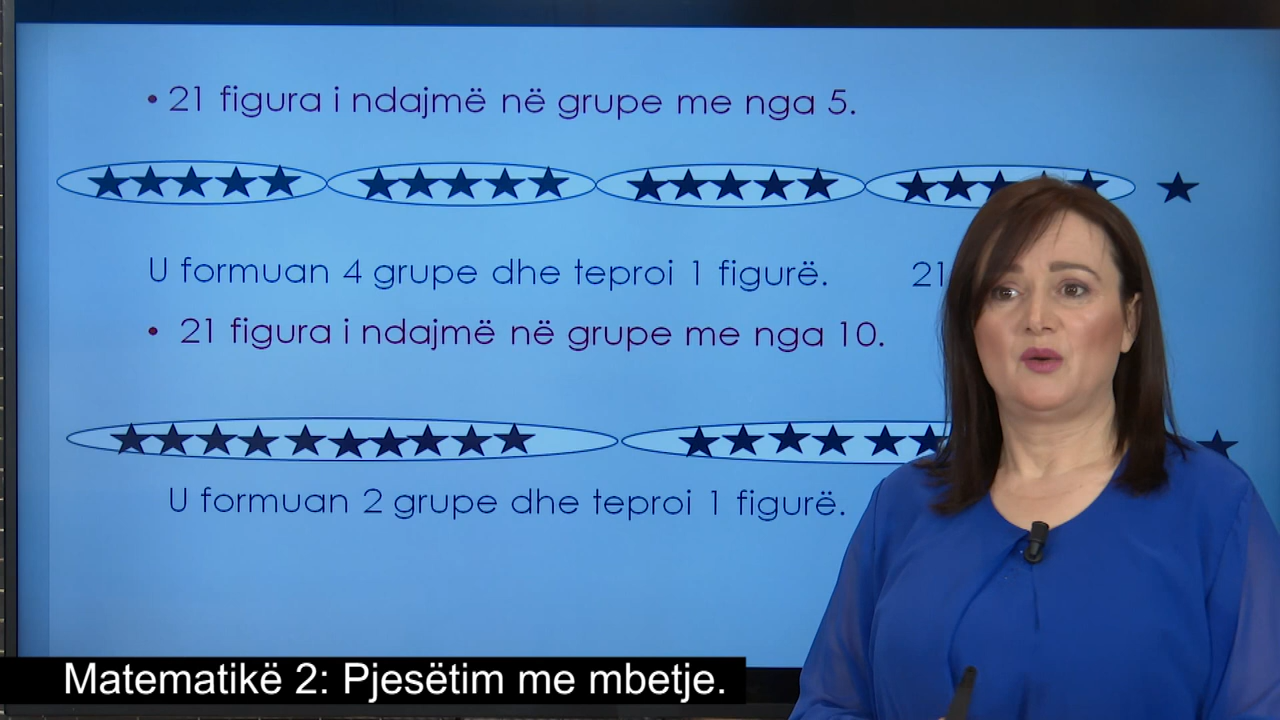 • 21 figura i ndajmë në grupe me nga 5.
U formuan 4 grupe dhe teproi 1 figurë. 21
• 21 figura i ndajmë në grupe me nga 10.
U formuan 2 grupe dhe teproi 1 figurë.
Matematikë 2: Pjesëtim me mbetje.